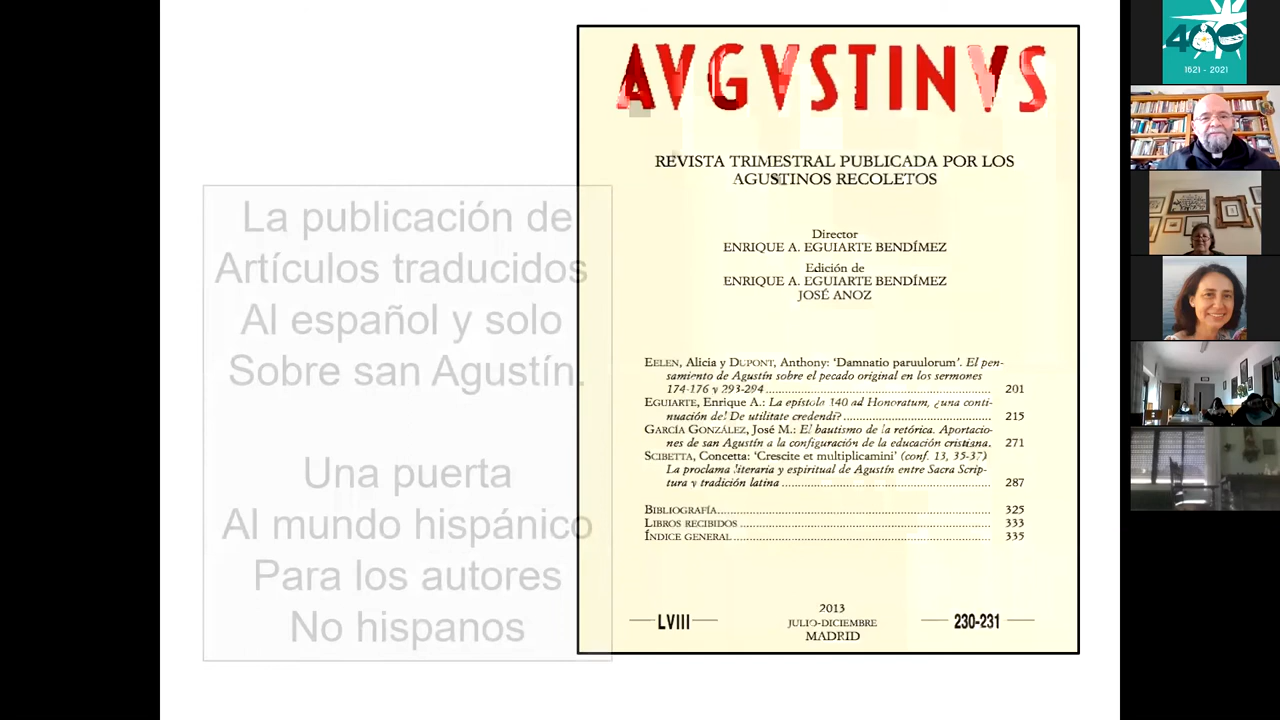 La publicación de
Artículos traducidos
Al español y solo
Sobre san Agustín.
Una puerta
Al mundo hispánico
Para los autores
No hispanos
AVGVSTINVS
REVISTA TRIMESTRAL PUBLICADA POR LOS
AGUSTINOS RECOLETOS
Director
ENRIQUE A. EGUIARTE BENDÍMEZ
Edición de
ENRIQUE A. EGUIARTE BENDÍMEZ
JOSÉ ANOZ
EELEN, Alicia y DUPONT, Anthony: ‘Damnatio paruulorum’. El pen-
samiento de Agustín sobre el pecado original en los sermones
174-176 y 293-294 201
EGUIARTE, Enrique A.: La epístola 140 ad Honoratum, ¿una conti-
nuación del De utilitate credendi? 215
GARCÍA GONZÁLEZ, José M.: El bautismo de la retórica. Aportacio-
nes de san Agustín a la configuración de la educación cristiana. 271
SCIBETTA, Concetta: ‘Crescite et multiplicamini’ (conf. 13, 35-37)
La proclama literaria y espiritual de Agustín entre Sacra Scrip-
tura y tradición latina 287
BIBLIOGRAFÍA 325
LIBROS RECIBIDOS 333
ÍNDICE GENERAL 335
LVIII
2013
JULIO-DICIEMBRE
MADRID
230-231
400
1621 - 2021